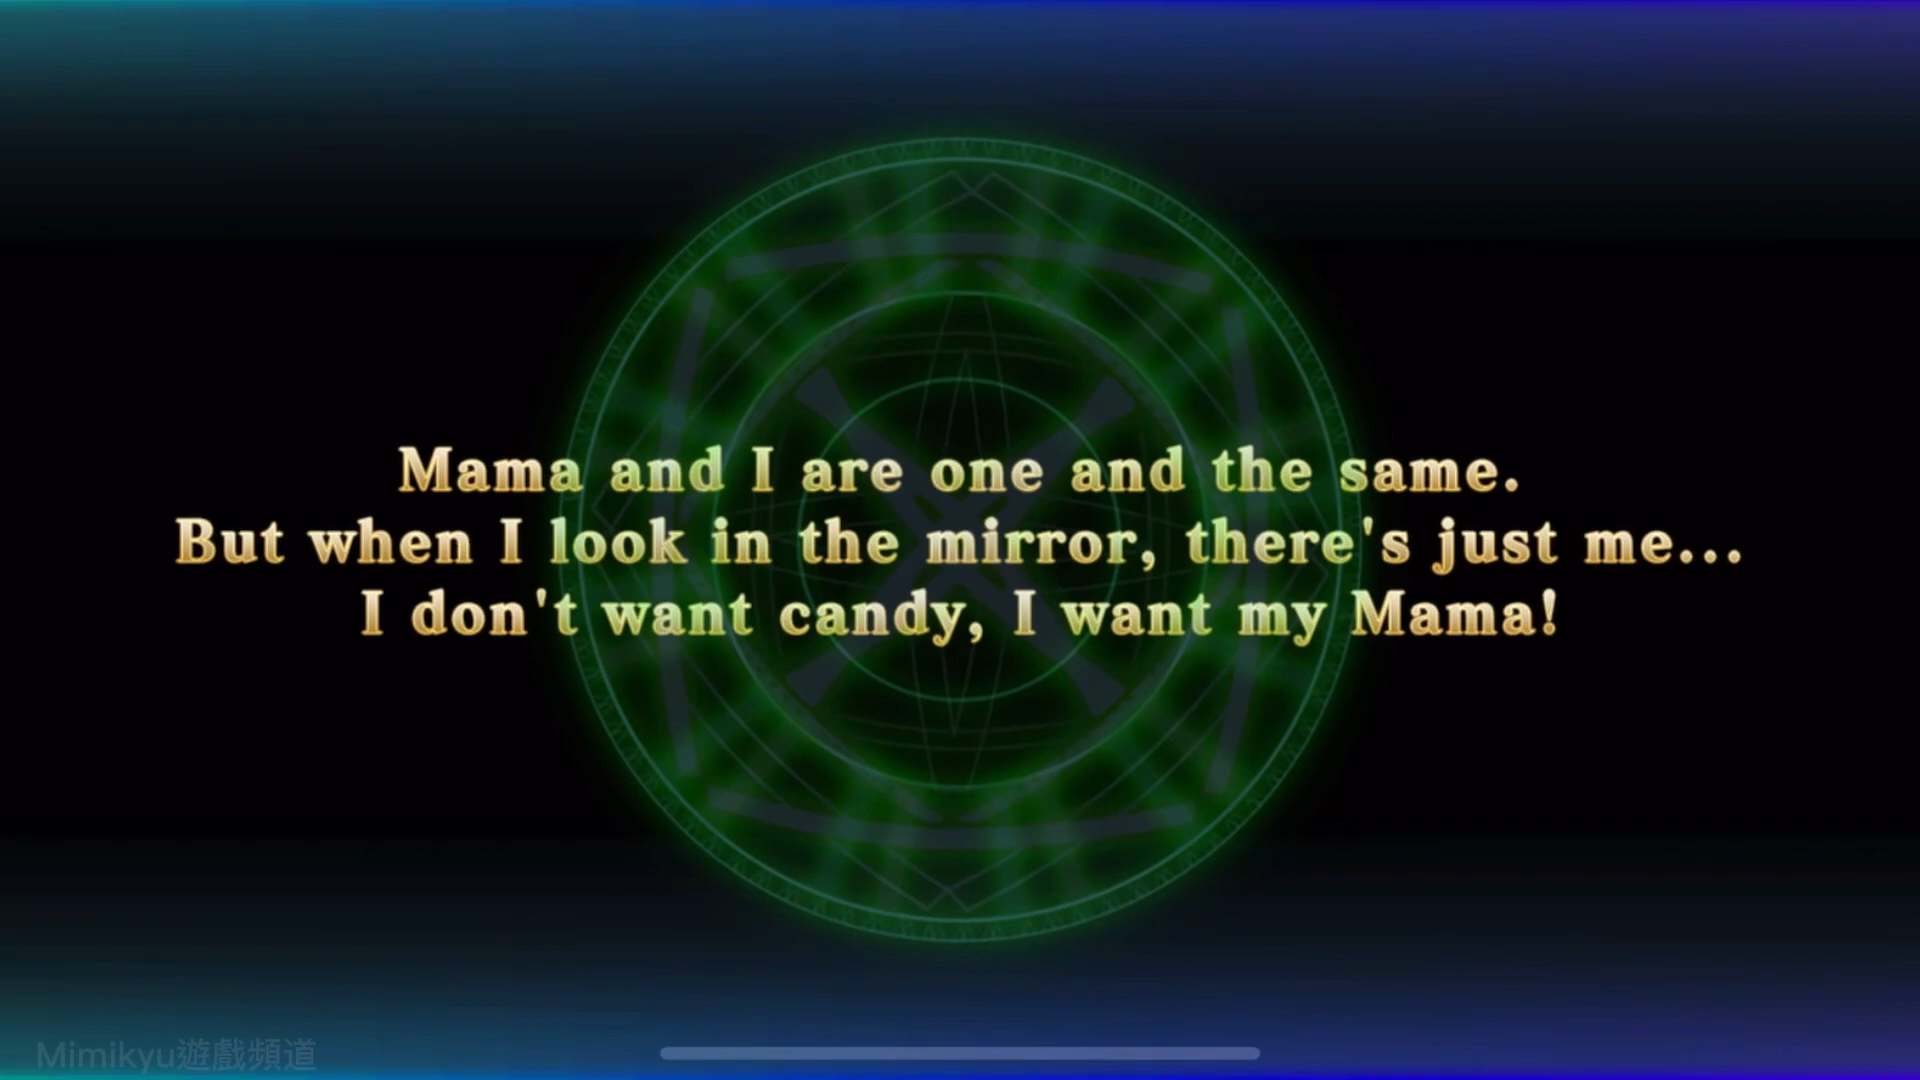 Mama and I are one and the same.
But when I look in the mirror, there's just me...
I don't want candy, I want my Mama!
Mimikyu遊戲頻道